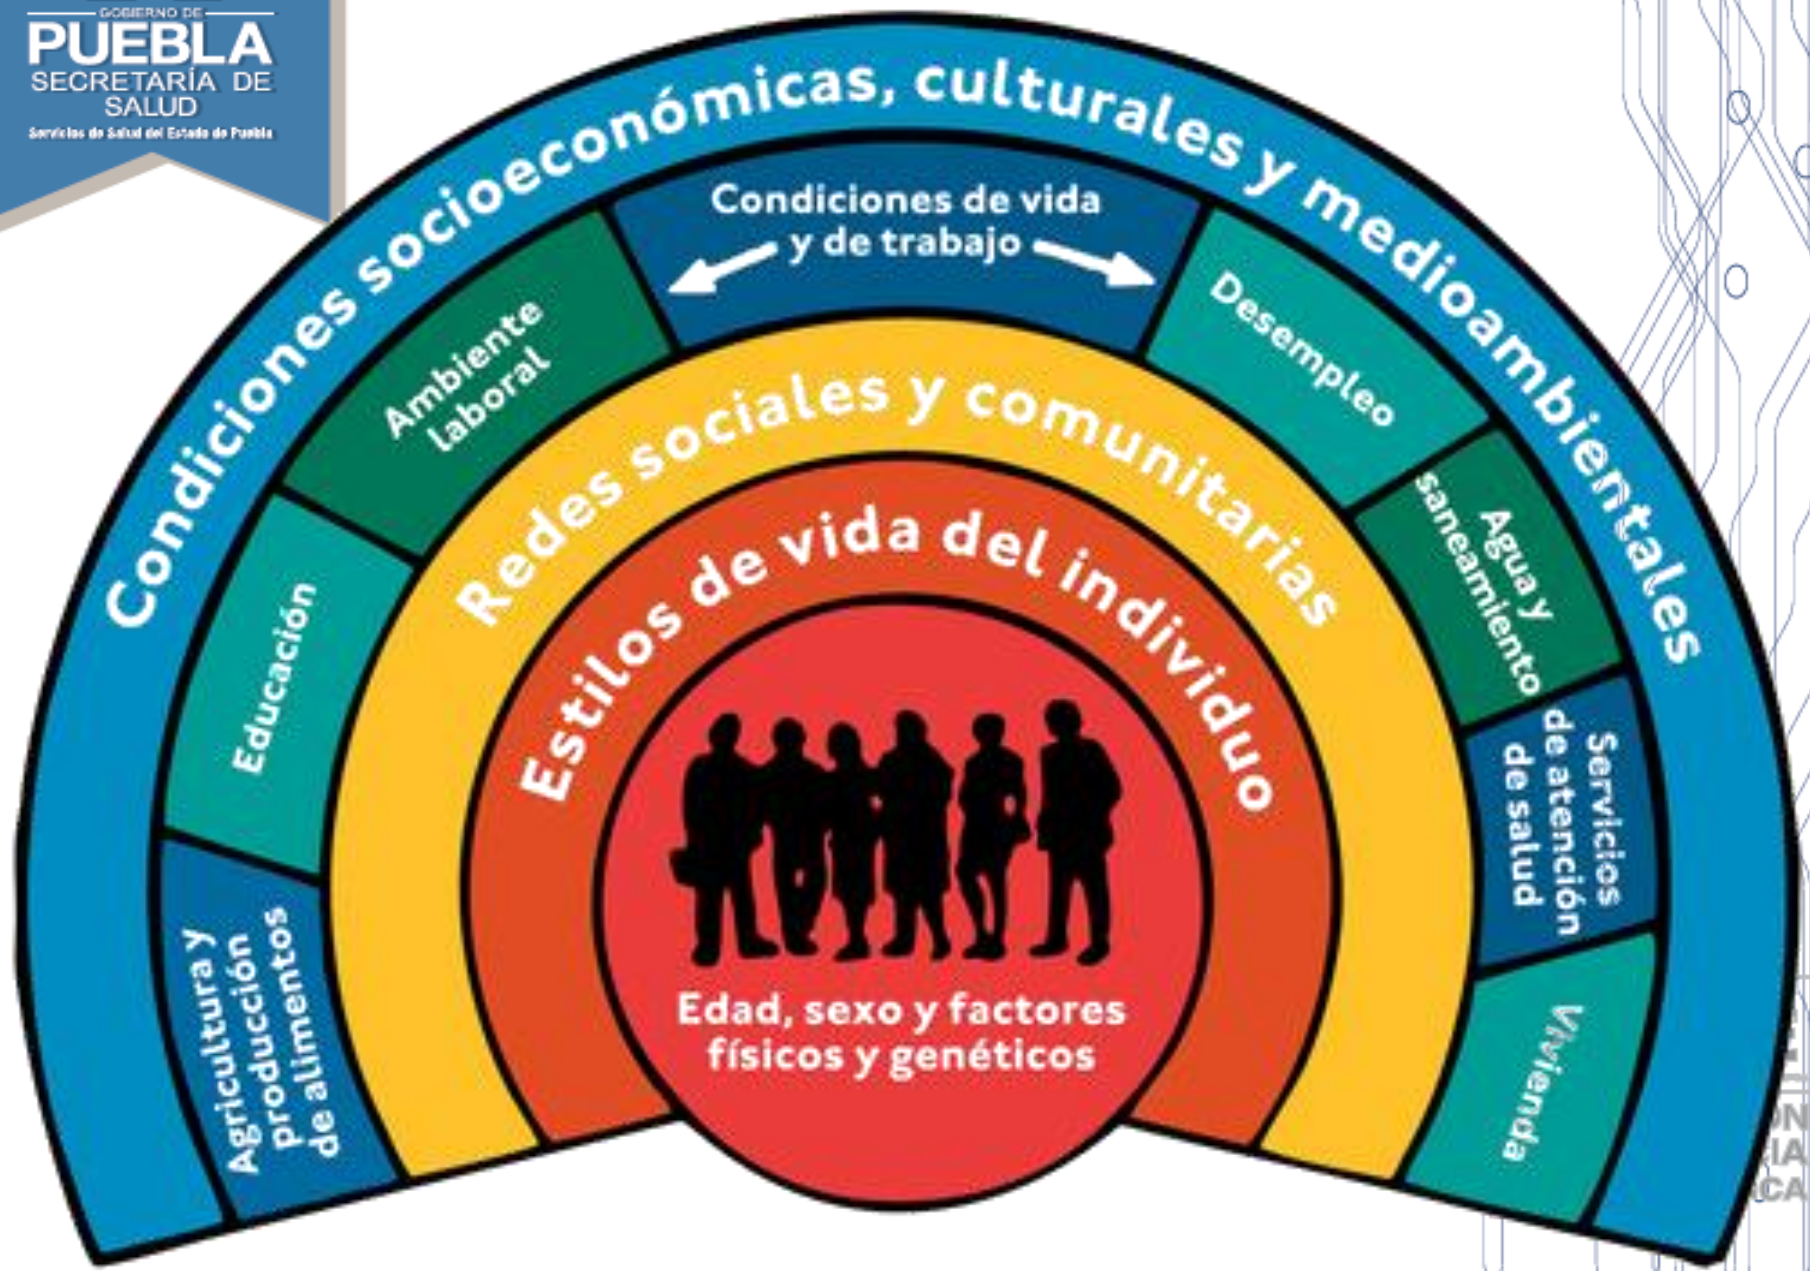 GOBIERNO DE
PUEBLA
SECRETARÍA DE
SALUD
Servicios de Salud del Estado de Puebla
Condiciones socioeconómicas, culturales y medioambientales
Condiciones de vida
y de trabajo
Ambiente
laboral
Educación
Agricultura y
producción
de alimentos
Desempleo
Agua y
saneamiento
Servicios
de atención
de salud
Vivienda
Redes sociales y comunitarias
Estilos de vida del individuo
Edad, sexo y factores
físicos y genéticos